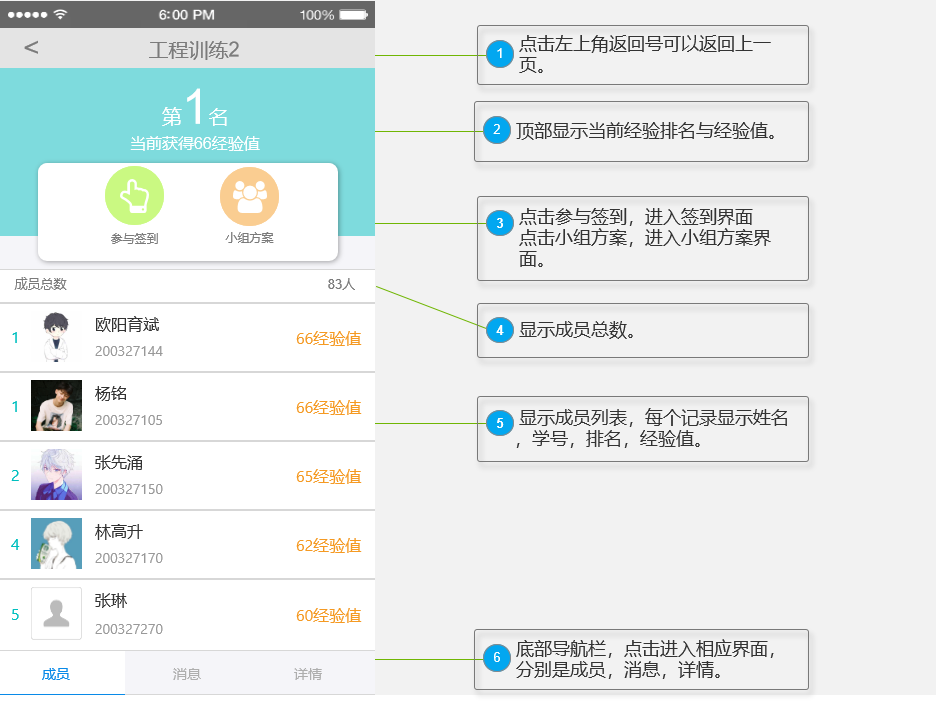 6:00 PM
100%
<
工程训练2
第1名
当前获得66经验值
参与签到
小组方案
成员总数
83人
1
欧阳育斌
200327144
66经验值
1
杨铭
200327105
66经验值
2
张先涌
200327150
65经验值
4
林高升
200327170
62经验值
5
张琳
200327270
60经验值
成员
消息
详情
1
点击左上角返回号可以返回上一
页。
2
顶部显示当前经验排名与经验值。
3
点击参与签到，进入签到界面
点击小组方案，进入小组方案界
面。
4
显示成员总数。
5
显示成员列表，每个记录显示姓名
，学号，排名，经验值。
6
底部导航栏，点击进入相应界面，
分别是成员，消息，详情。